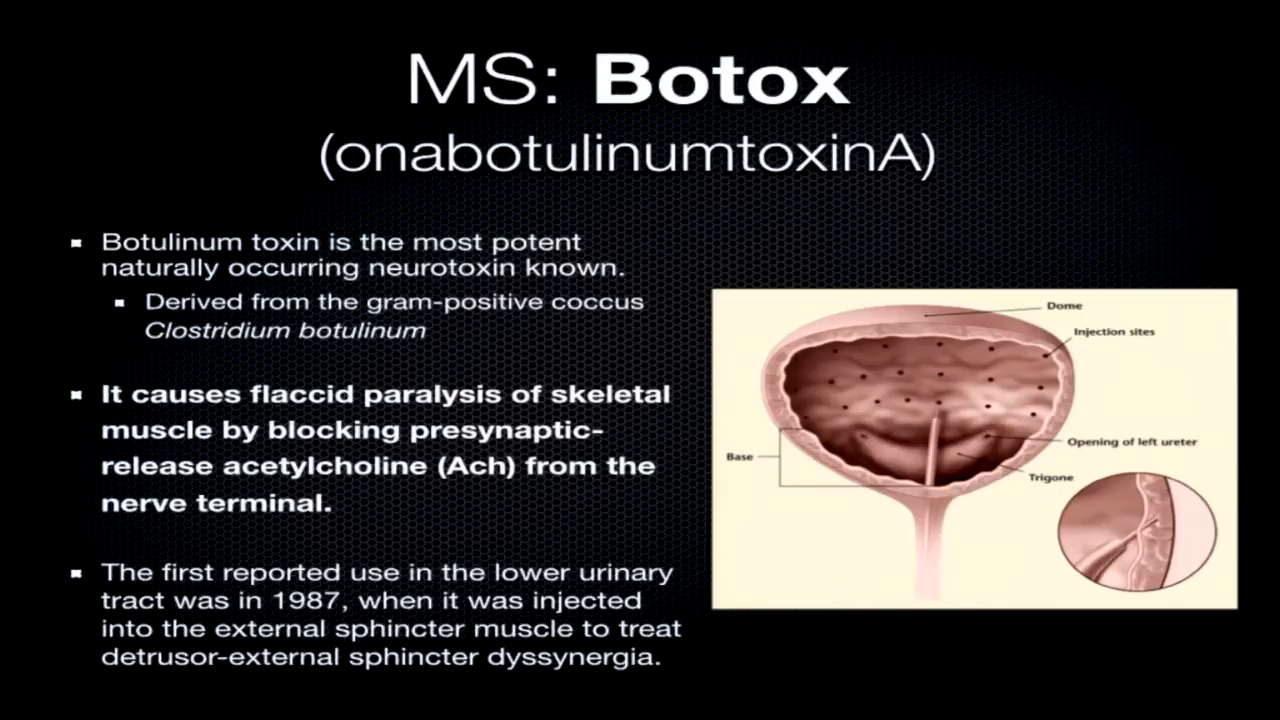 MS: Botox
(onabotulinumtoxinA)
Botulinum toxin is the most potent
naturally occurring neurotoxin known.
Derived from the gram-positive coccus
Clostridium botulinum
It causes flaccid paralysis of skeletal
muscle by blocking presynaptic-
release acetylcholine (Ach) from the
nerve terminal.
The first reported use in the lower urinary
tract was in 1987, when it was injected
into the external sphincter muscle to treat
detrusor-external sphincter dyssynergia.
Dome
Injection sites
Opening of left ureter
Base
Trigone